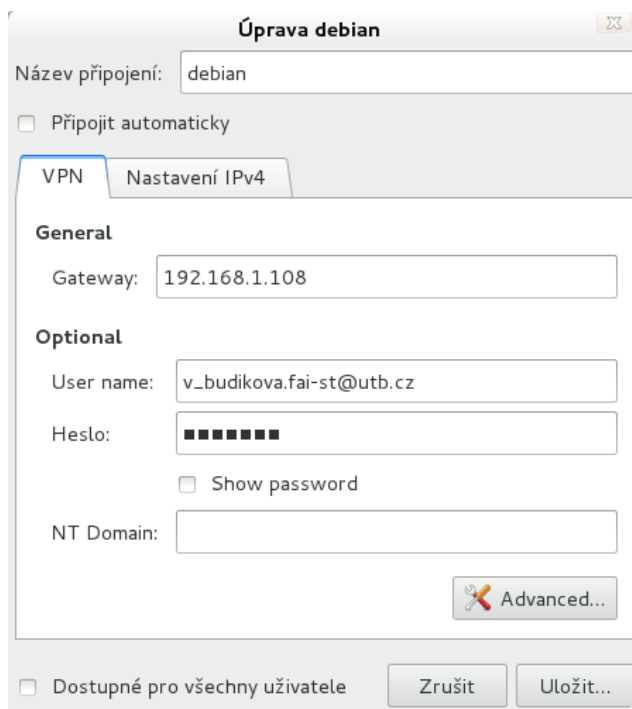 Úprava debian
Název připojení: debian
Připojit automaticky
VPN Nastavení IPv4
General
Gateway: 192.168.1.108
Optional
User name: v_budikova.fai-st@utb.cz
Heslo: ▪▪▪▪▪▪▪
Show password
NT Domain:
Advanced...
Dostupné pro všechny uživatele Zrušit Uložit...